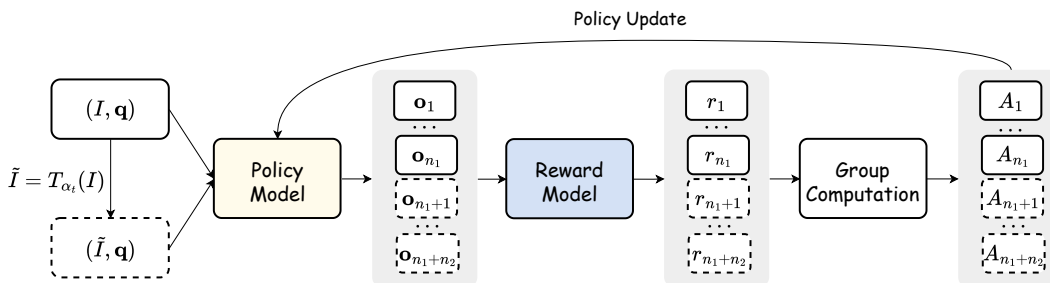 Policy Update
(I, q)
Ĩ = T_{α_t}(I)
(Ĩ, q)
Policy
Model
o_1
...
o_{n_1}
o_{n_1+1}
...
o_{n_1+n_2}
Reward
Model
r_1
...
r_{n_1}
r_{n_1+1}
...
r_{n_1+n_2}
Group
Computation
A_1
...
A_{n_1}
A_{n_1+1}
...
A_{n_1+n_2}